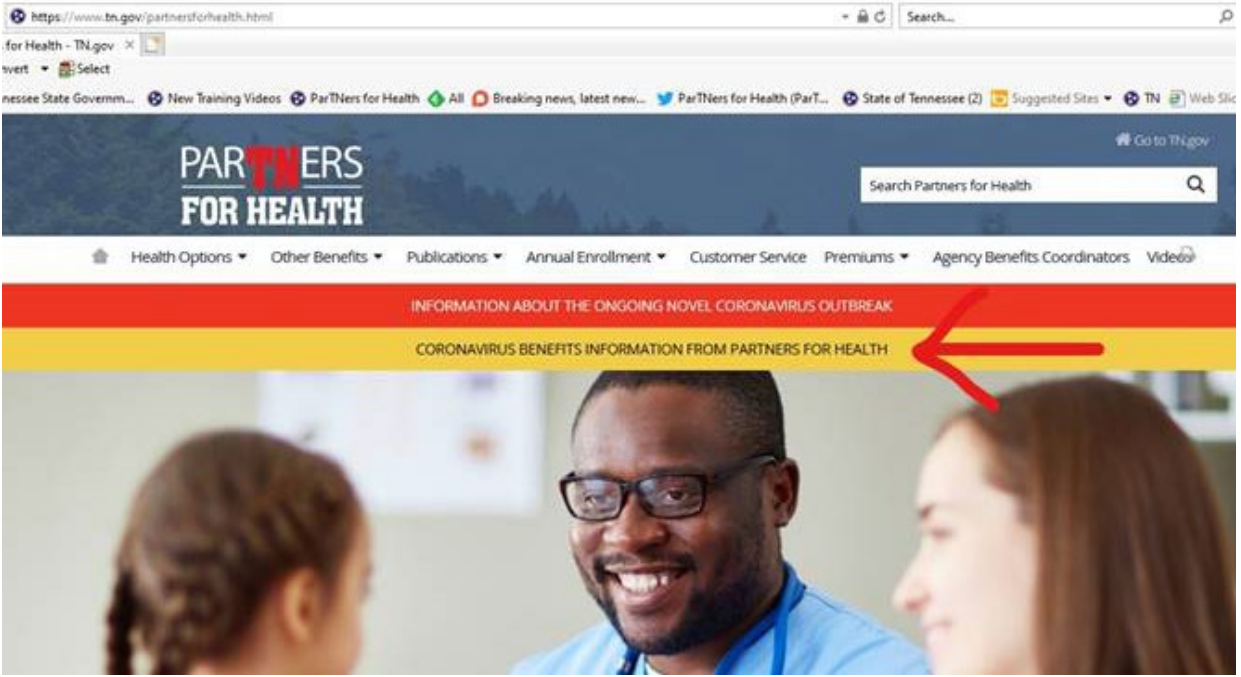 https://www.tn.gov/partnersforhealth.html
Search...
for Health - TN.gov
nvert Select
nessee State Governm... New Training Videos ParTNers for Health All Breaking news, latest new... ParTNers for Health (ParT... State of Tennessee (2) Suggested Sites TN Web Slic
Go to TN.gov
PARTNERS
FOR HEALTH
Search Partners for Health
Health Options Other Benefits Publications Annual Enrollment Customer Service Premiums Agency Benefits Coordinators Videos
INFORMATION ABOUT THE ONGOING NOVEL CORONAVIRUS OUTBREAK
CORONAVIRUS BENEFITS INFORMATION FROM PARTNERS FOR HEALTH